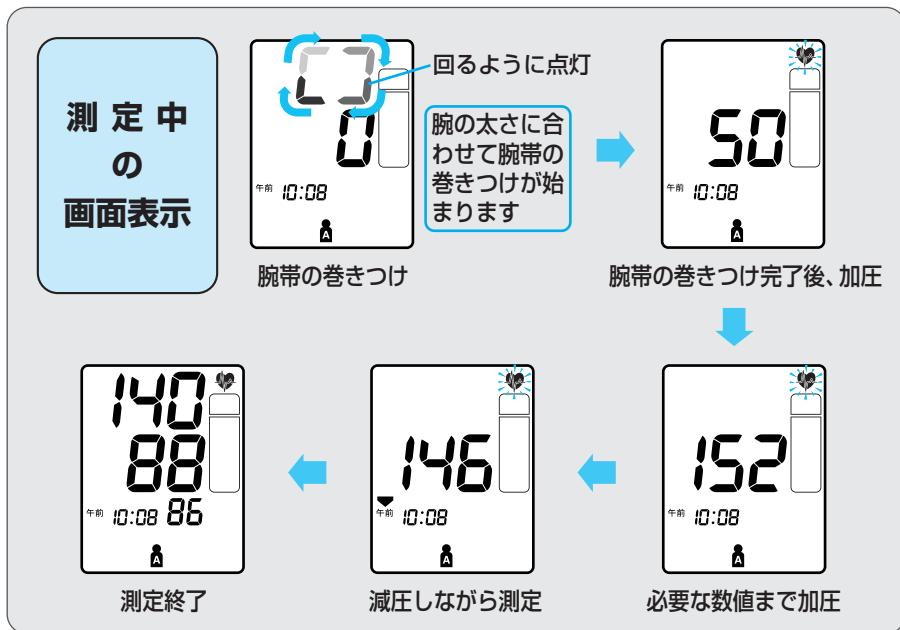 測定中
の
画面表示
回るように点灯
0
午前 10:08
A
腕の太さに合
わせて腕帯の
巻きつけが始
まります
腕帯の巻きつけ
50
午前 10:08
A
腕帯の巻きつけ完了後、加圧
152
午前 10:08
A
必要な数値まで加圧
146
午前 10:08
A
減圧しながら測定
140
88
午前 10:08 86
A
測定終了